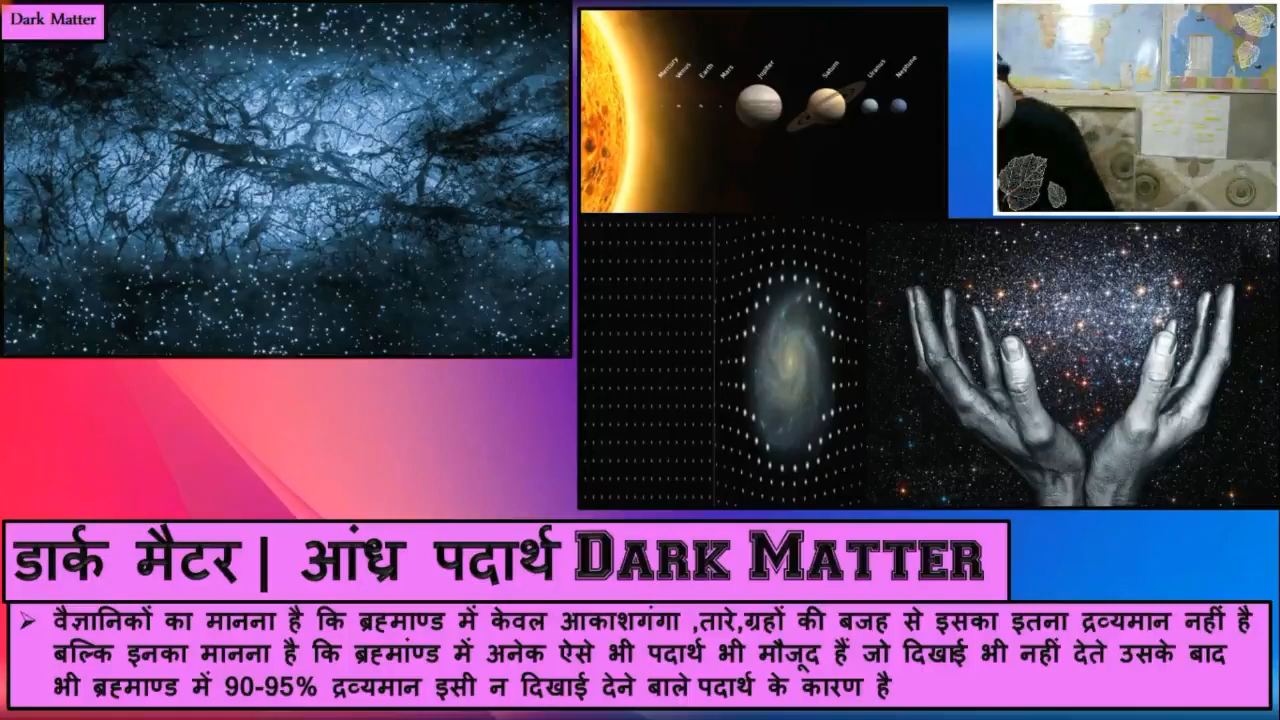 Dark Matter
Mercury
Venus
Earth
Mars
Jupiter
Saturn
Uranus
Neptune
डार्क मैटर | आंध्र पदार्थ DARK MATTER
➢ वैज्ञानिकों का मानना है कि ब्रह्माण्ड में केवल आकाशगंगा ,तारे,ग्रहों की बजह से इसका इतना द्रव्यमान नहीं है
बल्कि इनका मानना है कि ब्रह्मांण्ड में अनेक ऐसे भी पदार्थ भी मौजूद हैं जो दिखाई भी नहीं देते उसके बाद
भी ब्रह्माण्ड में 90-95% द्रव्यमान इसी न दिखाई देने बाले पदार्थ के कारण है